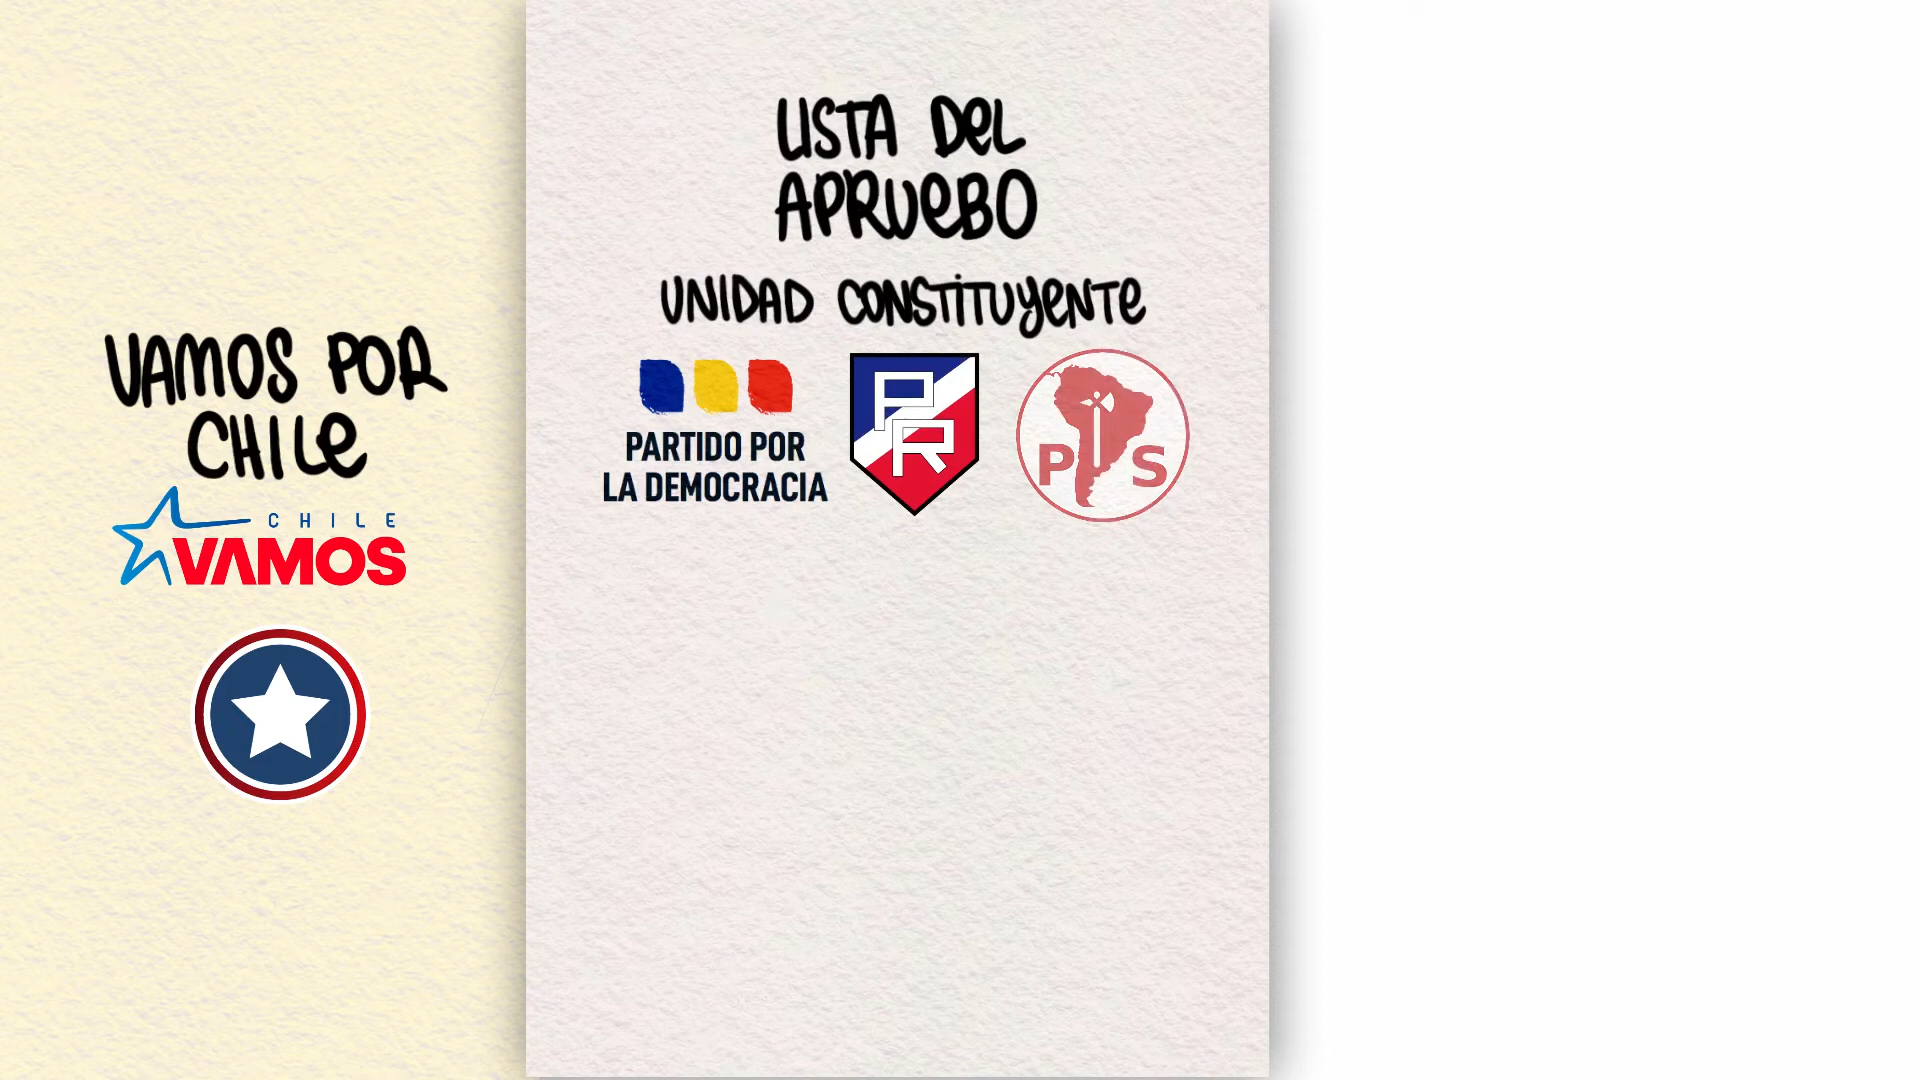 VAMOS POR
CHILE
CHILE
VAMOS
LISTA DEL
APRUEBO
UNIDAD CONSTITUYENTE
PARTIDO POR
LA DEMOCRACIA
PR
PS